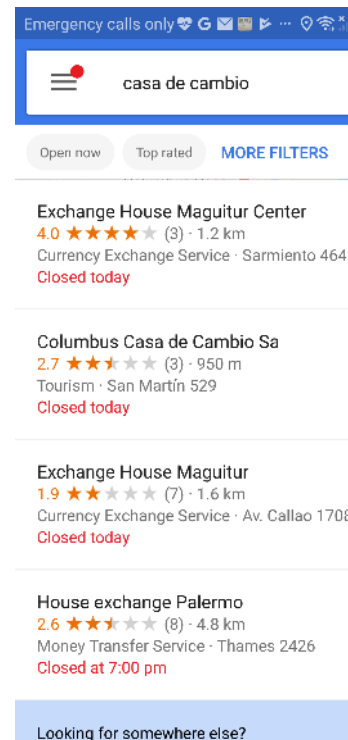 Emergency calls only
casa de cambio
Open now Top rated MORE FILTERS
Exchange House Maguitur Center
4.0 (3) · 1.2 km
Currency Exchange Service · Sarmiento 464
Closed today
Columbus Casa de Cambio Sa
2.7 (3) · 950 m
Tourism · San Martín 529
Closed today
Exchange House Maguitur
1.9 (7) · 1.6 km
Currency Exchange Service · Av. Callao 1708
Closed today
House exchange Palermo
2.6 (8) · 4.8 km
Money Transfer Service · Thames 2426
Closed at 7:00 pm
Looking for somewhere else?